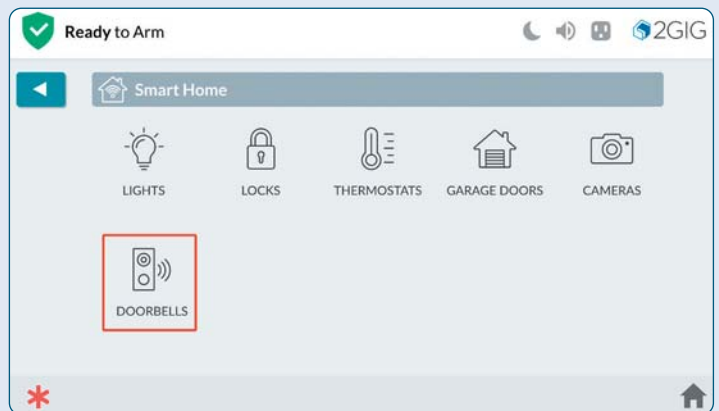 Ready to Arm
2GIG
Smart Home
LIGHTS LOCKS THERMOSTATS GARAGE DOORS CAMERAS
DOORBELLS